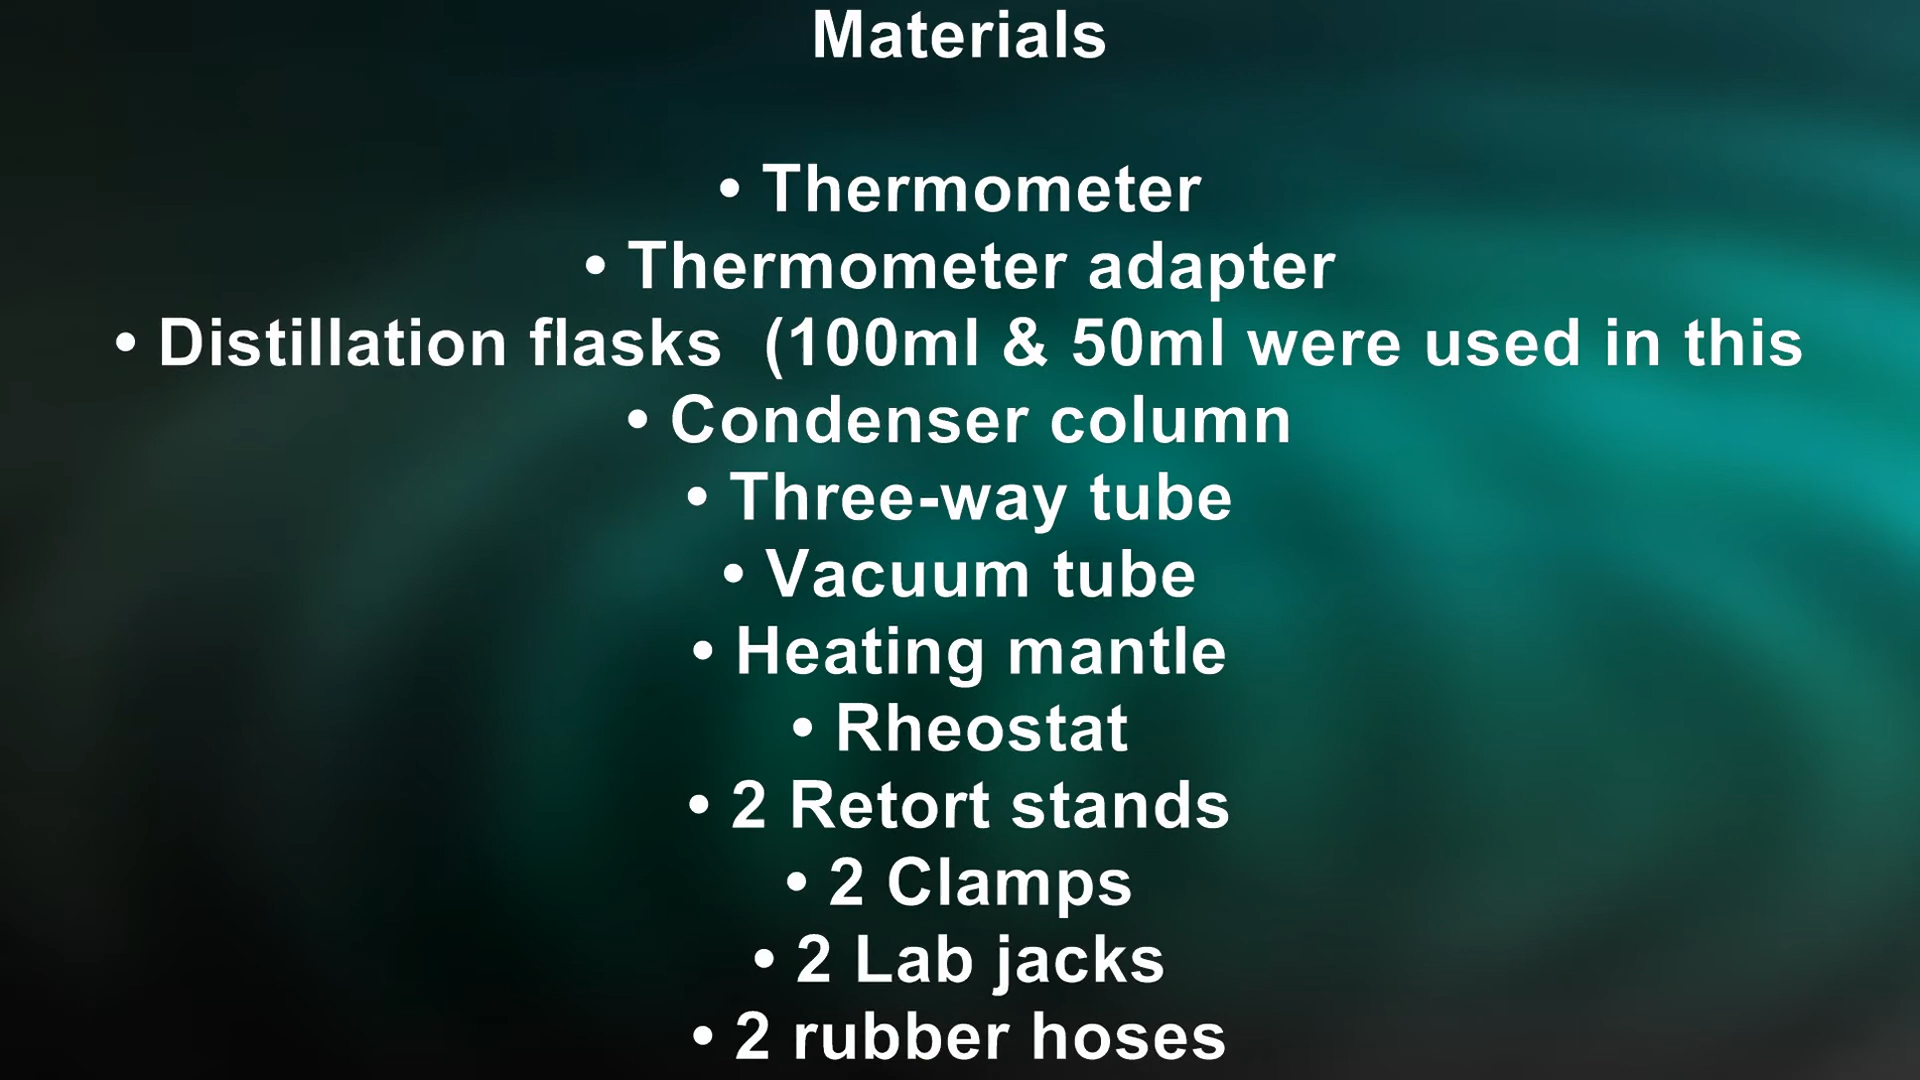 Materials
• Thermometer
• Thermometer adapter
• Distillation flasks  (100ml & 50ml were used in this
• Condenser column
• Three-way tube
• Vacuum tube
• Heating mantle
• Rheostat
• 2 Retort stands
• 2 Clamps
• 2 Lab jacks
• 2 rubber hoses